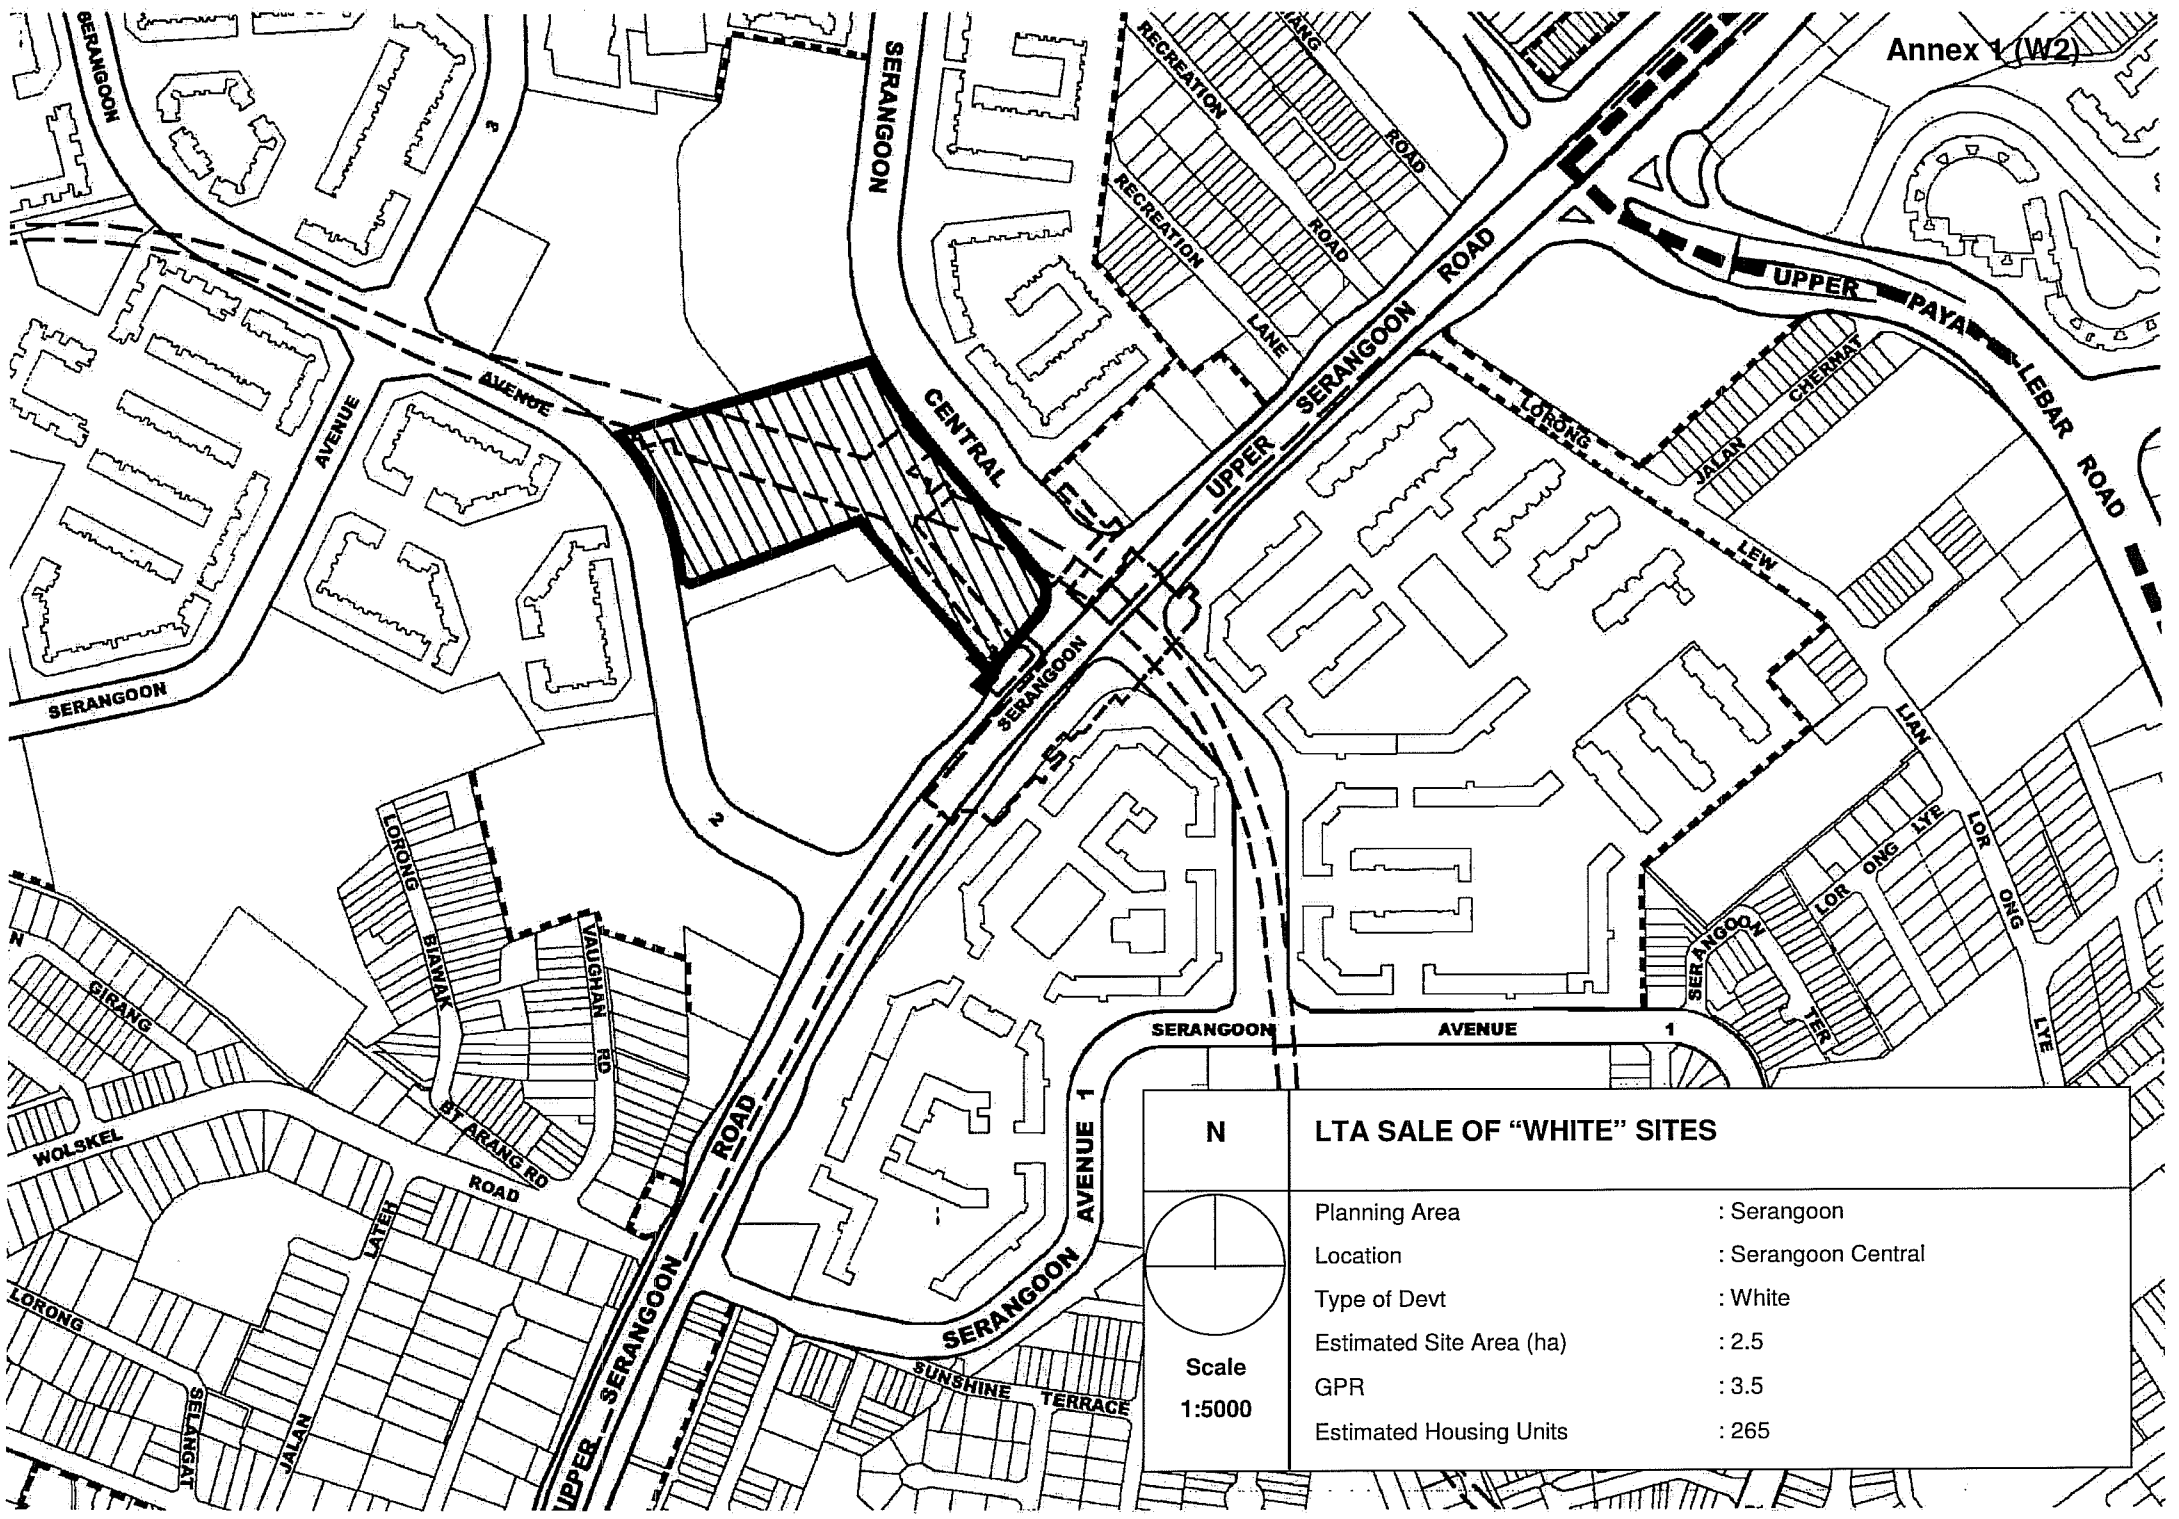 Annex 1 (W2)
SERANGOON
3
SERANGOON
CENTRAL
RECREATION
ROAD
RECREATION
ROAD
RECREATION
LANE
UPPER SERANGOON ROAD
UPPER PAYA LEBAR ROAD
LORONG
LEW
LIAN
JALAN CHERMAT
AVENUE
AVENUE
SERANGOON
2
SERANGOON
LORONG BIAWAK
VAUGHAN RD
GIRANG
BT ARANG RD
WOLSKEL
ROAD
LATEH
JALAN
LORONG
SELANGAT
UPPER SERANGOON ROAD
LOR ONG LYE
LOR
ONG
LYE
SERANGOON
TER
SERANGOON AVENUE 1
SERANGOON AVENUE 1
SUNSHINE TERRACE
N
LTA SALE OF “WHITE” SITES
Planning Area : Serangoon
Location : Serangoon Central
Type of Devt : White
Estimated Site Area (ha) : 2.5
Scale
GPR : 3.5
1:5000
Estimated Housing Units : 265